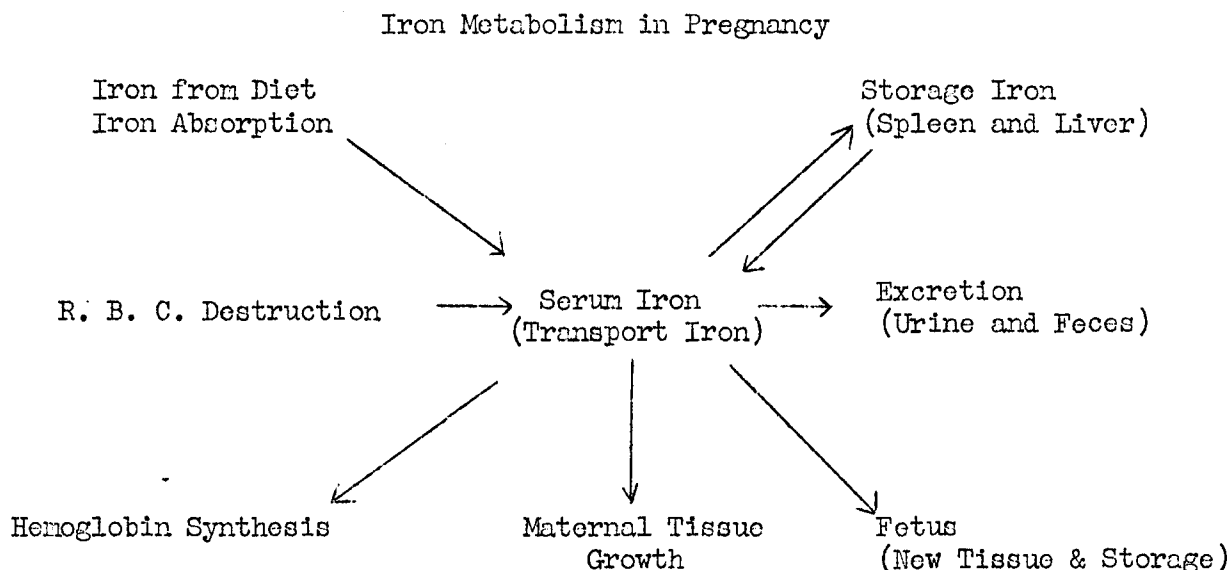 Iron Metabolism in Pregnancy
Iron from Diet
Iron Absorption
Storage Iron
(Spleen and Liver)
R. B. C. Destruction
Serum Iron
(Transport Iron)
Excretion
(Urine and Feces)
Hemoglobin Synthesis
Maternal Tissue
Growth
Fetus
(New Tissue & Storage)